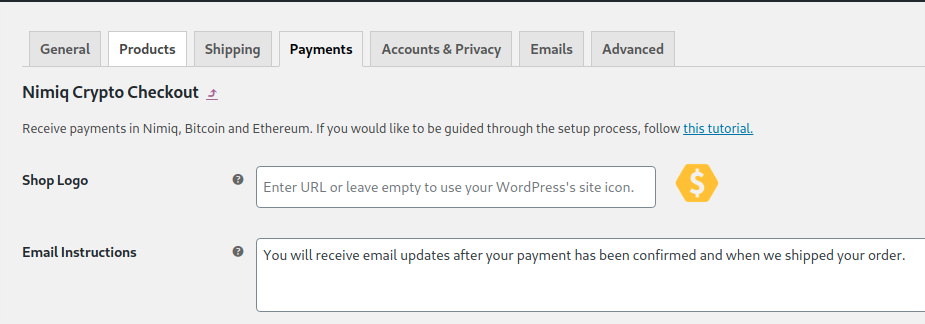 General Products Shipping Payments Accounts & Privacy Emails Advanced
Nimiq Crypto Checkout
Receive payments in Nimiq, Bitcoin and Ethereum. If you would like to be guided through the setup process, follow this tutorial.
Shop Logo ? Enter URL or leave empty to use your WordPress's site icon. $
Email Instructions ? You will receive email updates after your payment has been confirmed and when we shipped your order.